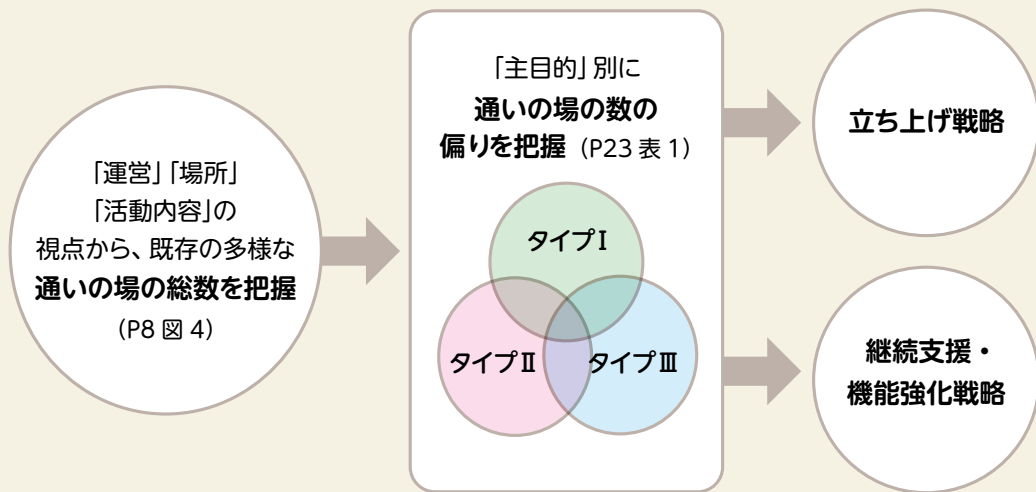 「運営」「場所」
「活動内容」の
視点から、既存の多様な
通いの場の総数を把握
(P8 図 4)
「主目的」別に
通いの場の数の
偏りを把握 (P23 表 1)
タイプⅠ
タイプⅡ
タイプⅢ
立ち上げ戦略
継続支援・
機能強化戦略